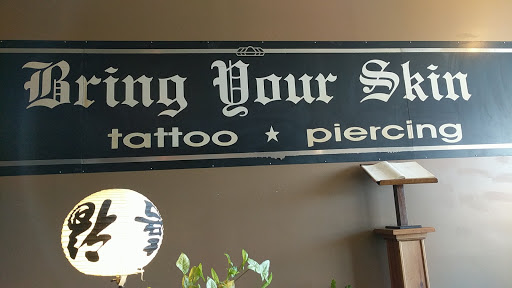 Bring Your Skin
tattoo ★ piercing